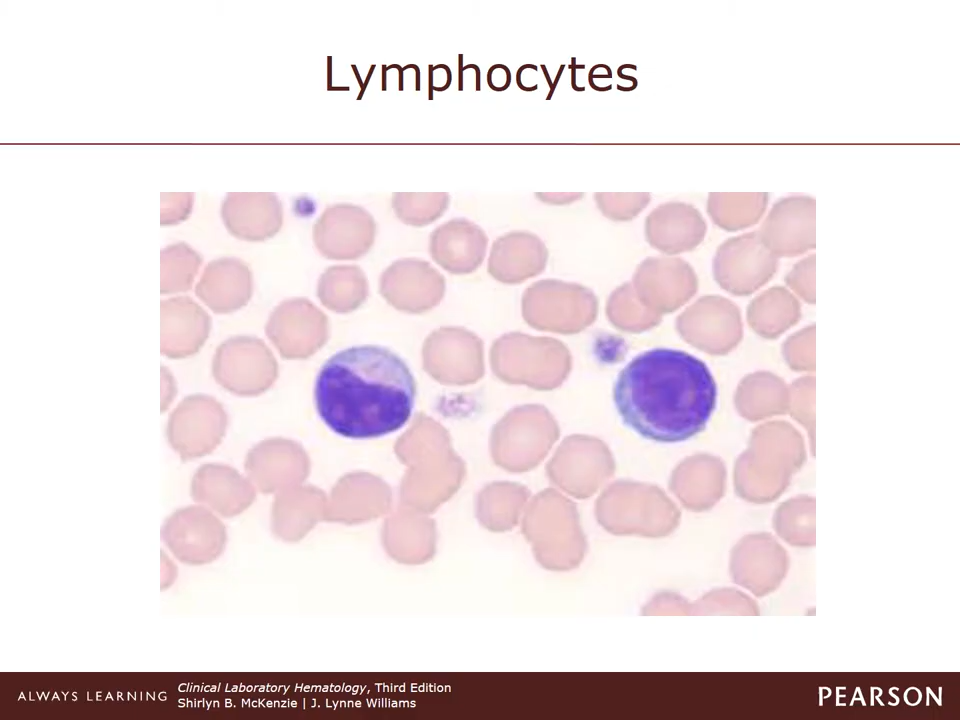 Lymphocytes
ALWAYS LEARNING
Clinical Laboratory Hematology, Third Edition
Shirlyn B. McKenzie | J. Lynne Williams
PEARSON